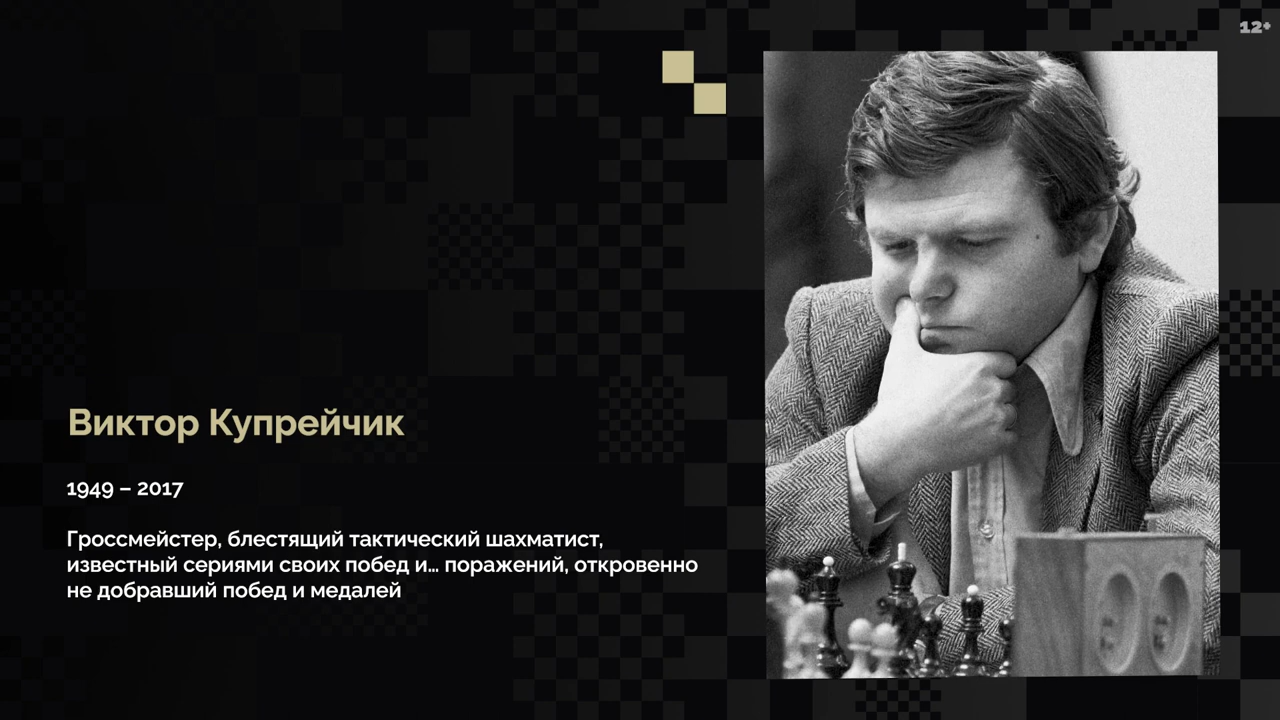 12+
Виктор Купрейчик
1949 – 2017
Гроссмейстер, блестящий тактический шахматист,
известный сериями своих побед и... поражений, откровенно
не добравший побед и медалей